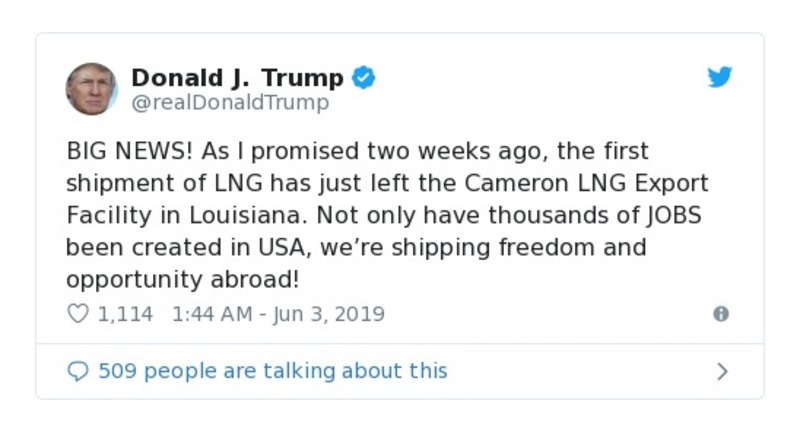 Donald J. Trump
@realDonaldTrump
BIG NEWS! As I promised two weeks ago, the first
shipment of LNG has just left the Cameron LNG Export
Facility in Louisiana. Not only have thousands of JOBS
been created in USA, we’re shipping freedom and
opportunity abroad!
1,114 1:44 AM - Jun 3, 2019
509 people are talking about this